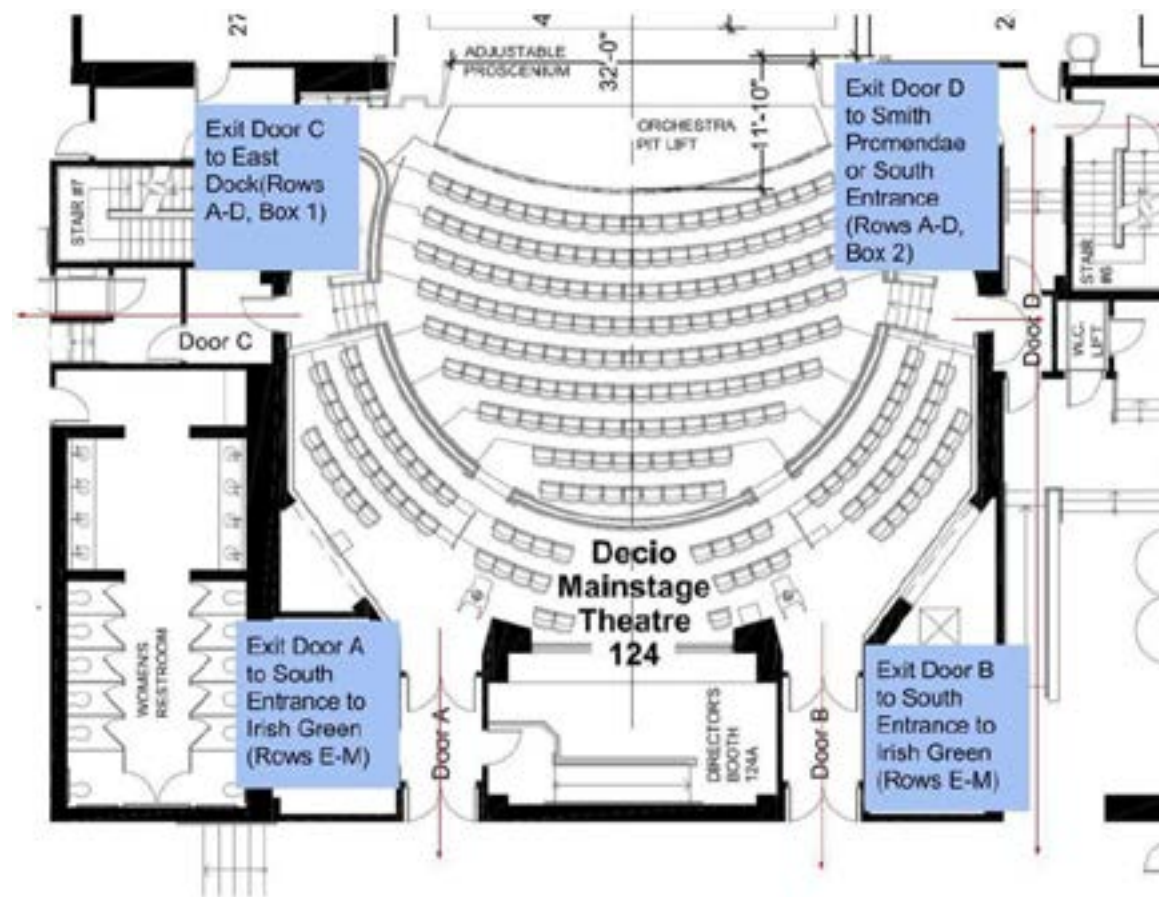 27
4
2
ADJUSTABLE
PROSCENIUM
32'-0"
11'-10"
ORCHESTRA
PIT LIFT
Exit Door C
to East
Dock(Rows
A-D, Box 1)
Exit Door D
to Smith
Promendae
or South
Entrance
(Rows A-D,
Box 2)
STAIR #7
STAIR
#6
Door C
Door D
W.C.
LIFT
Decio
Mainstage
Theatre
124
WOMEN'S
RESTROOM
Exit Door A
to South
Entrance to
Irish Green
(Rows E-M)
Door A
DIRECTOR'S
BOOTH
124A
Door B
Exit Door B
to South
Entrance to
Irish Green
(Rows E-M)